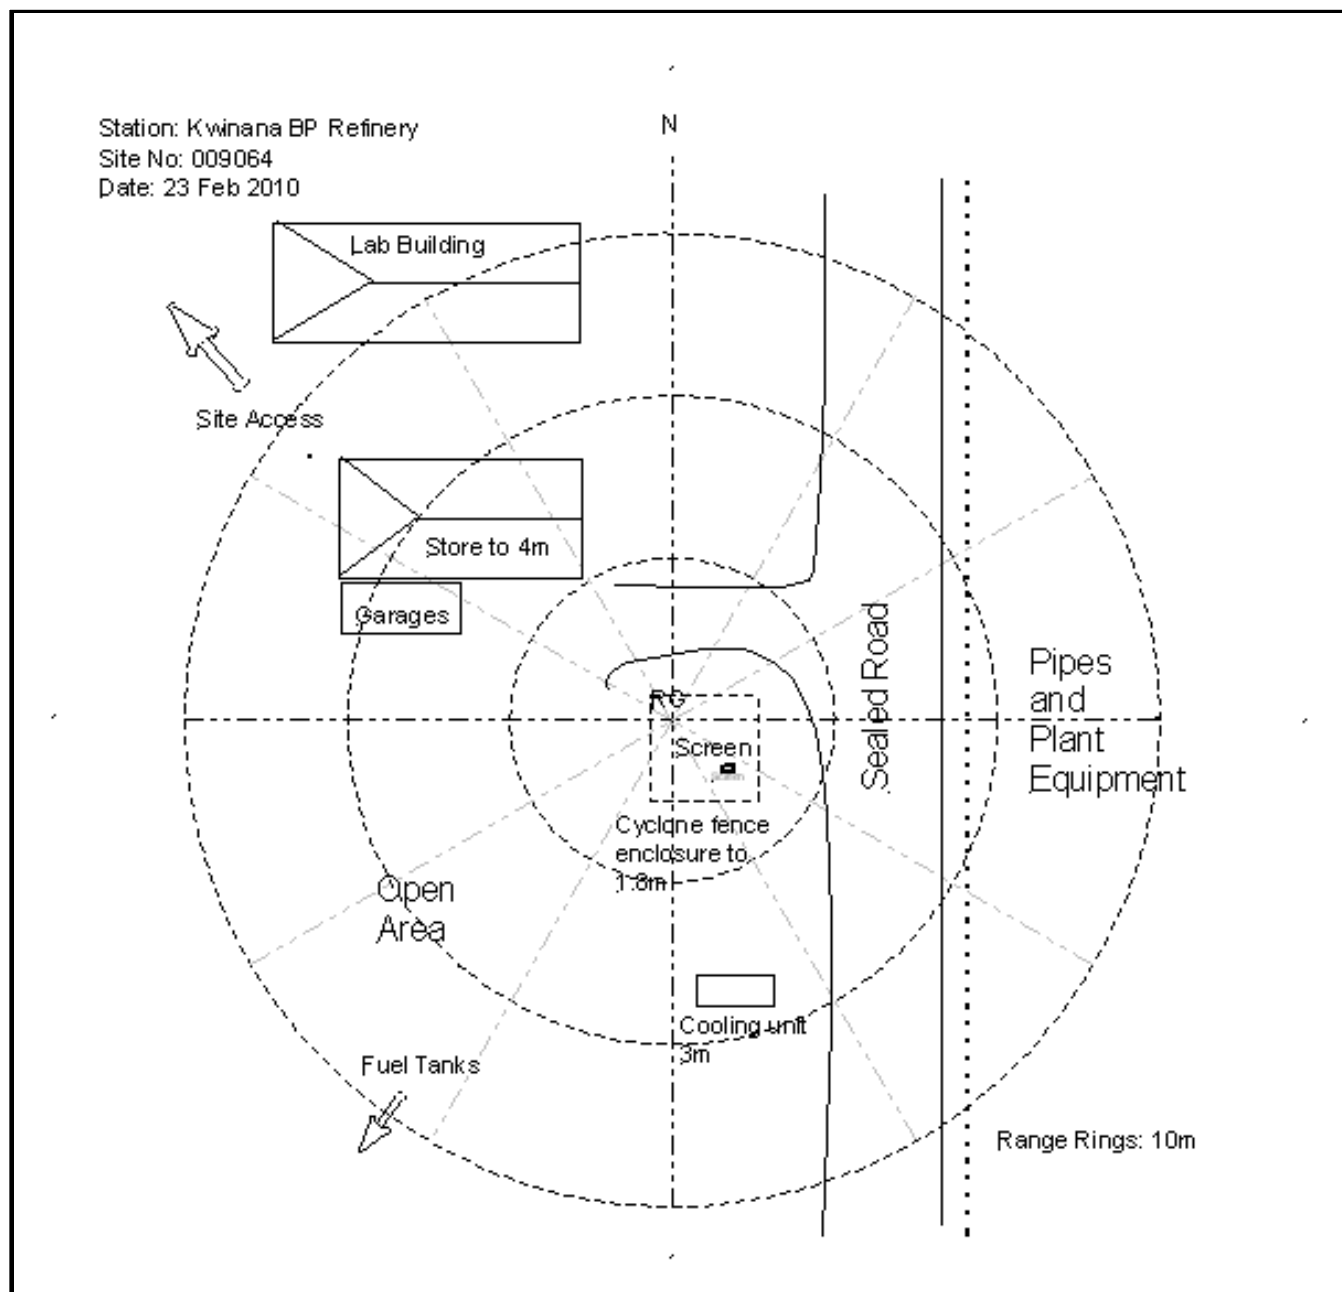 N
Station: Kwinana BP Refinery
Site No: 009064
Date: 23 Feb 2010
Lab Building
Site Access
Store to 4m
Garages
RG
Screen
Sealed Road
Pipes
and
Plant
Equipment
Cyclone fence
enclosure to
1.8m
Open
Area
Cooling unit
3m
Fuel Tanks
Range Rings: 10m